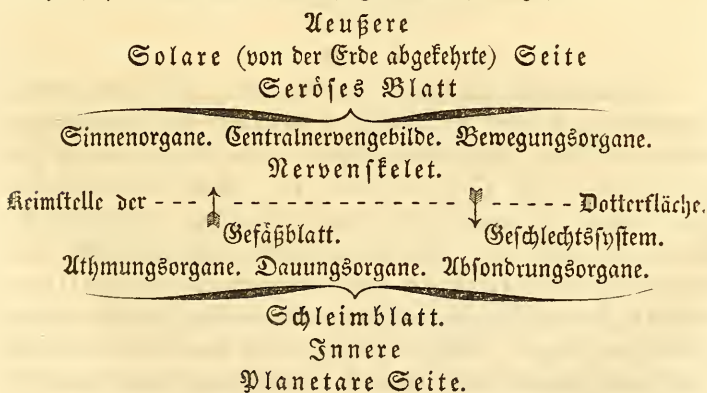 Aeußere
Solare (von der Erde abgekehrte) Seite
Seröses Blatt
Sinnenorgane. Centralnervengebilde. Bewegungsorgane.
Nervenskelet.
Keimstelle der - - - - - - - - - - - - - - - - - - - - - - - Dotterfläche.
Gefäßblatt. Geschlechtssystem.
Athmungsorgane. Dauungsorgane. Absondrungsorgane.
Schleimblatt.
Innere
Planetare Seite.